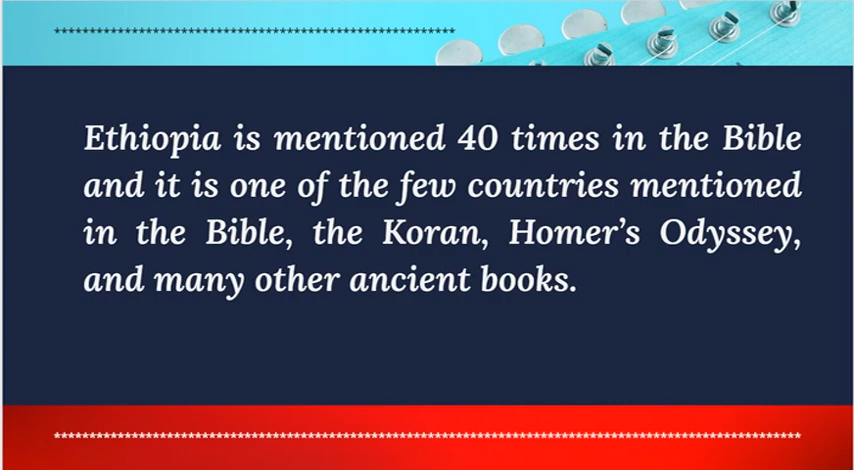 Ethiopia is mentioned 40 times in the Bible
and it is one of the few countries mentioned
in the Bible, the Koran, Homer’s Odyssey,
and many other ancient books.